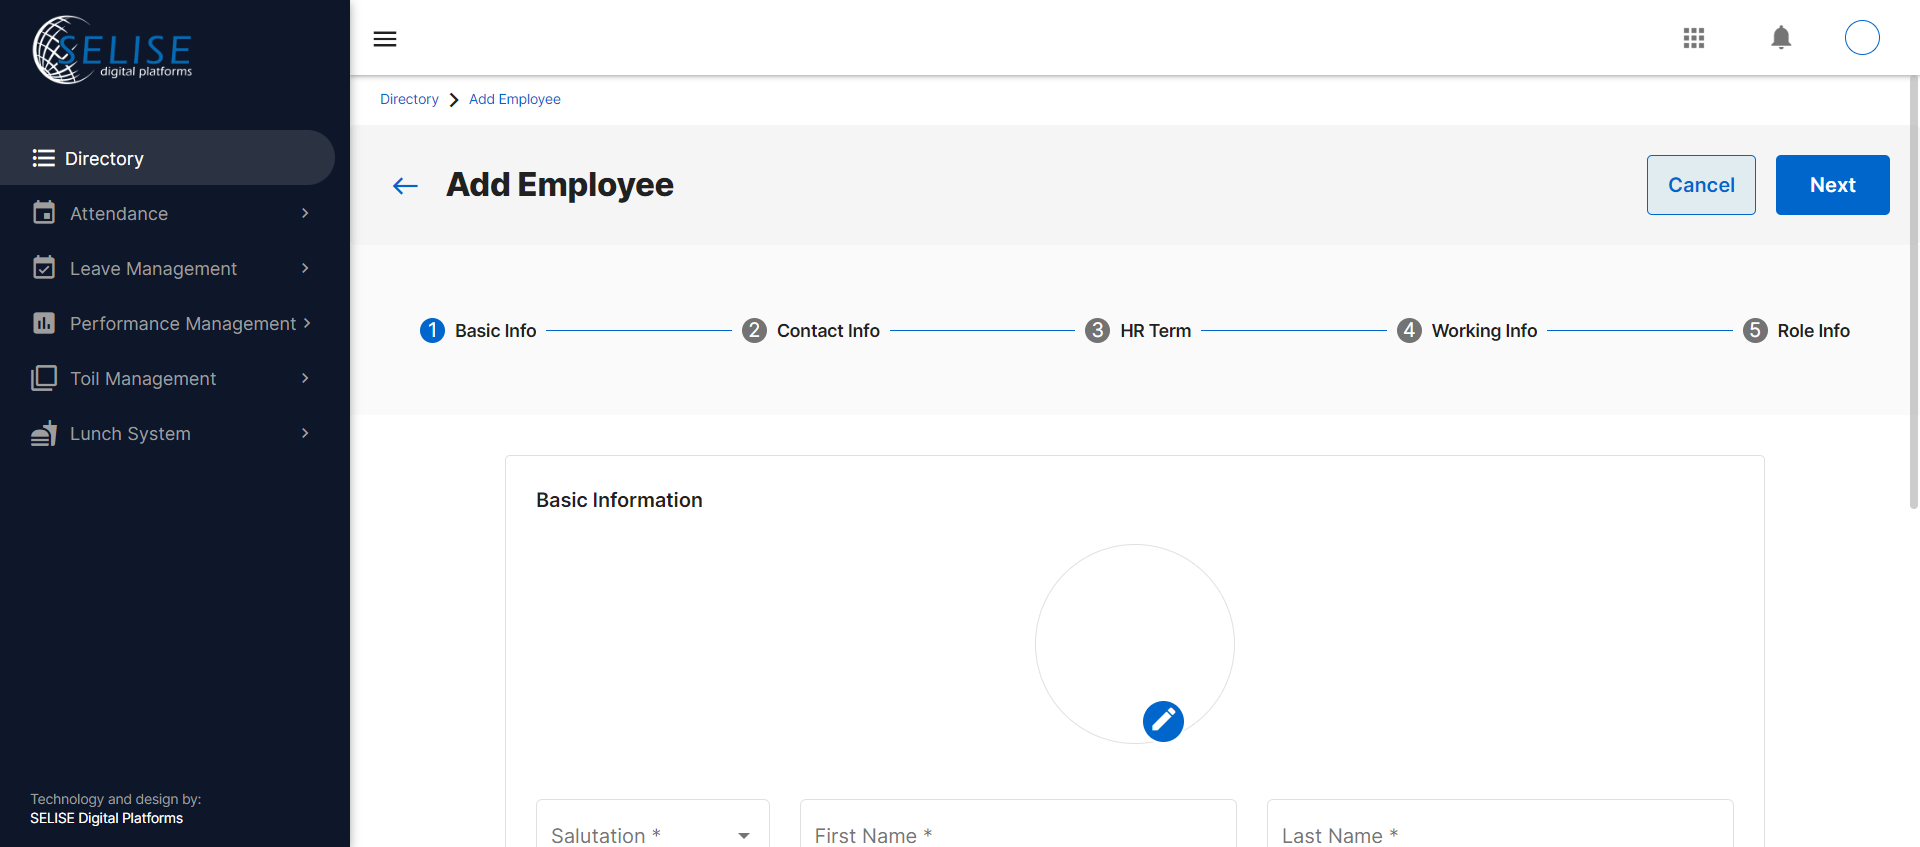 SELISE
digital platforms
Directory
Attendance
Leave Management
Performance Management
Toil Management
Lunch System
Technology and design by:
SELISE Digital Platforms
Directory Add Employee
Add Employee
Cancel
Next
1 Basic Info
2 Contact Info
3 HR Term
4 Working Info
5 Role Info
Basic Information
Salutation *
First Name *
Last Name *